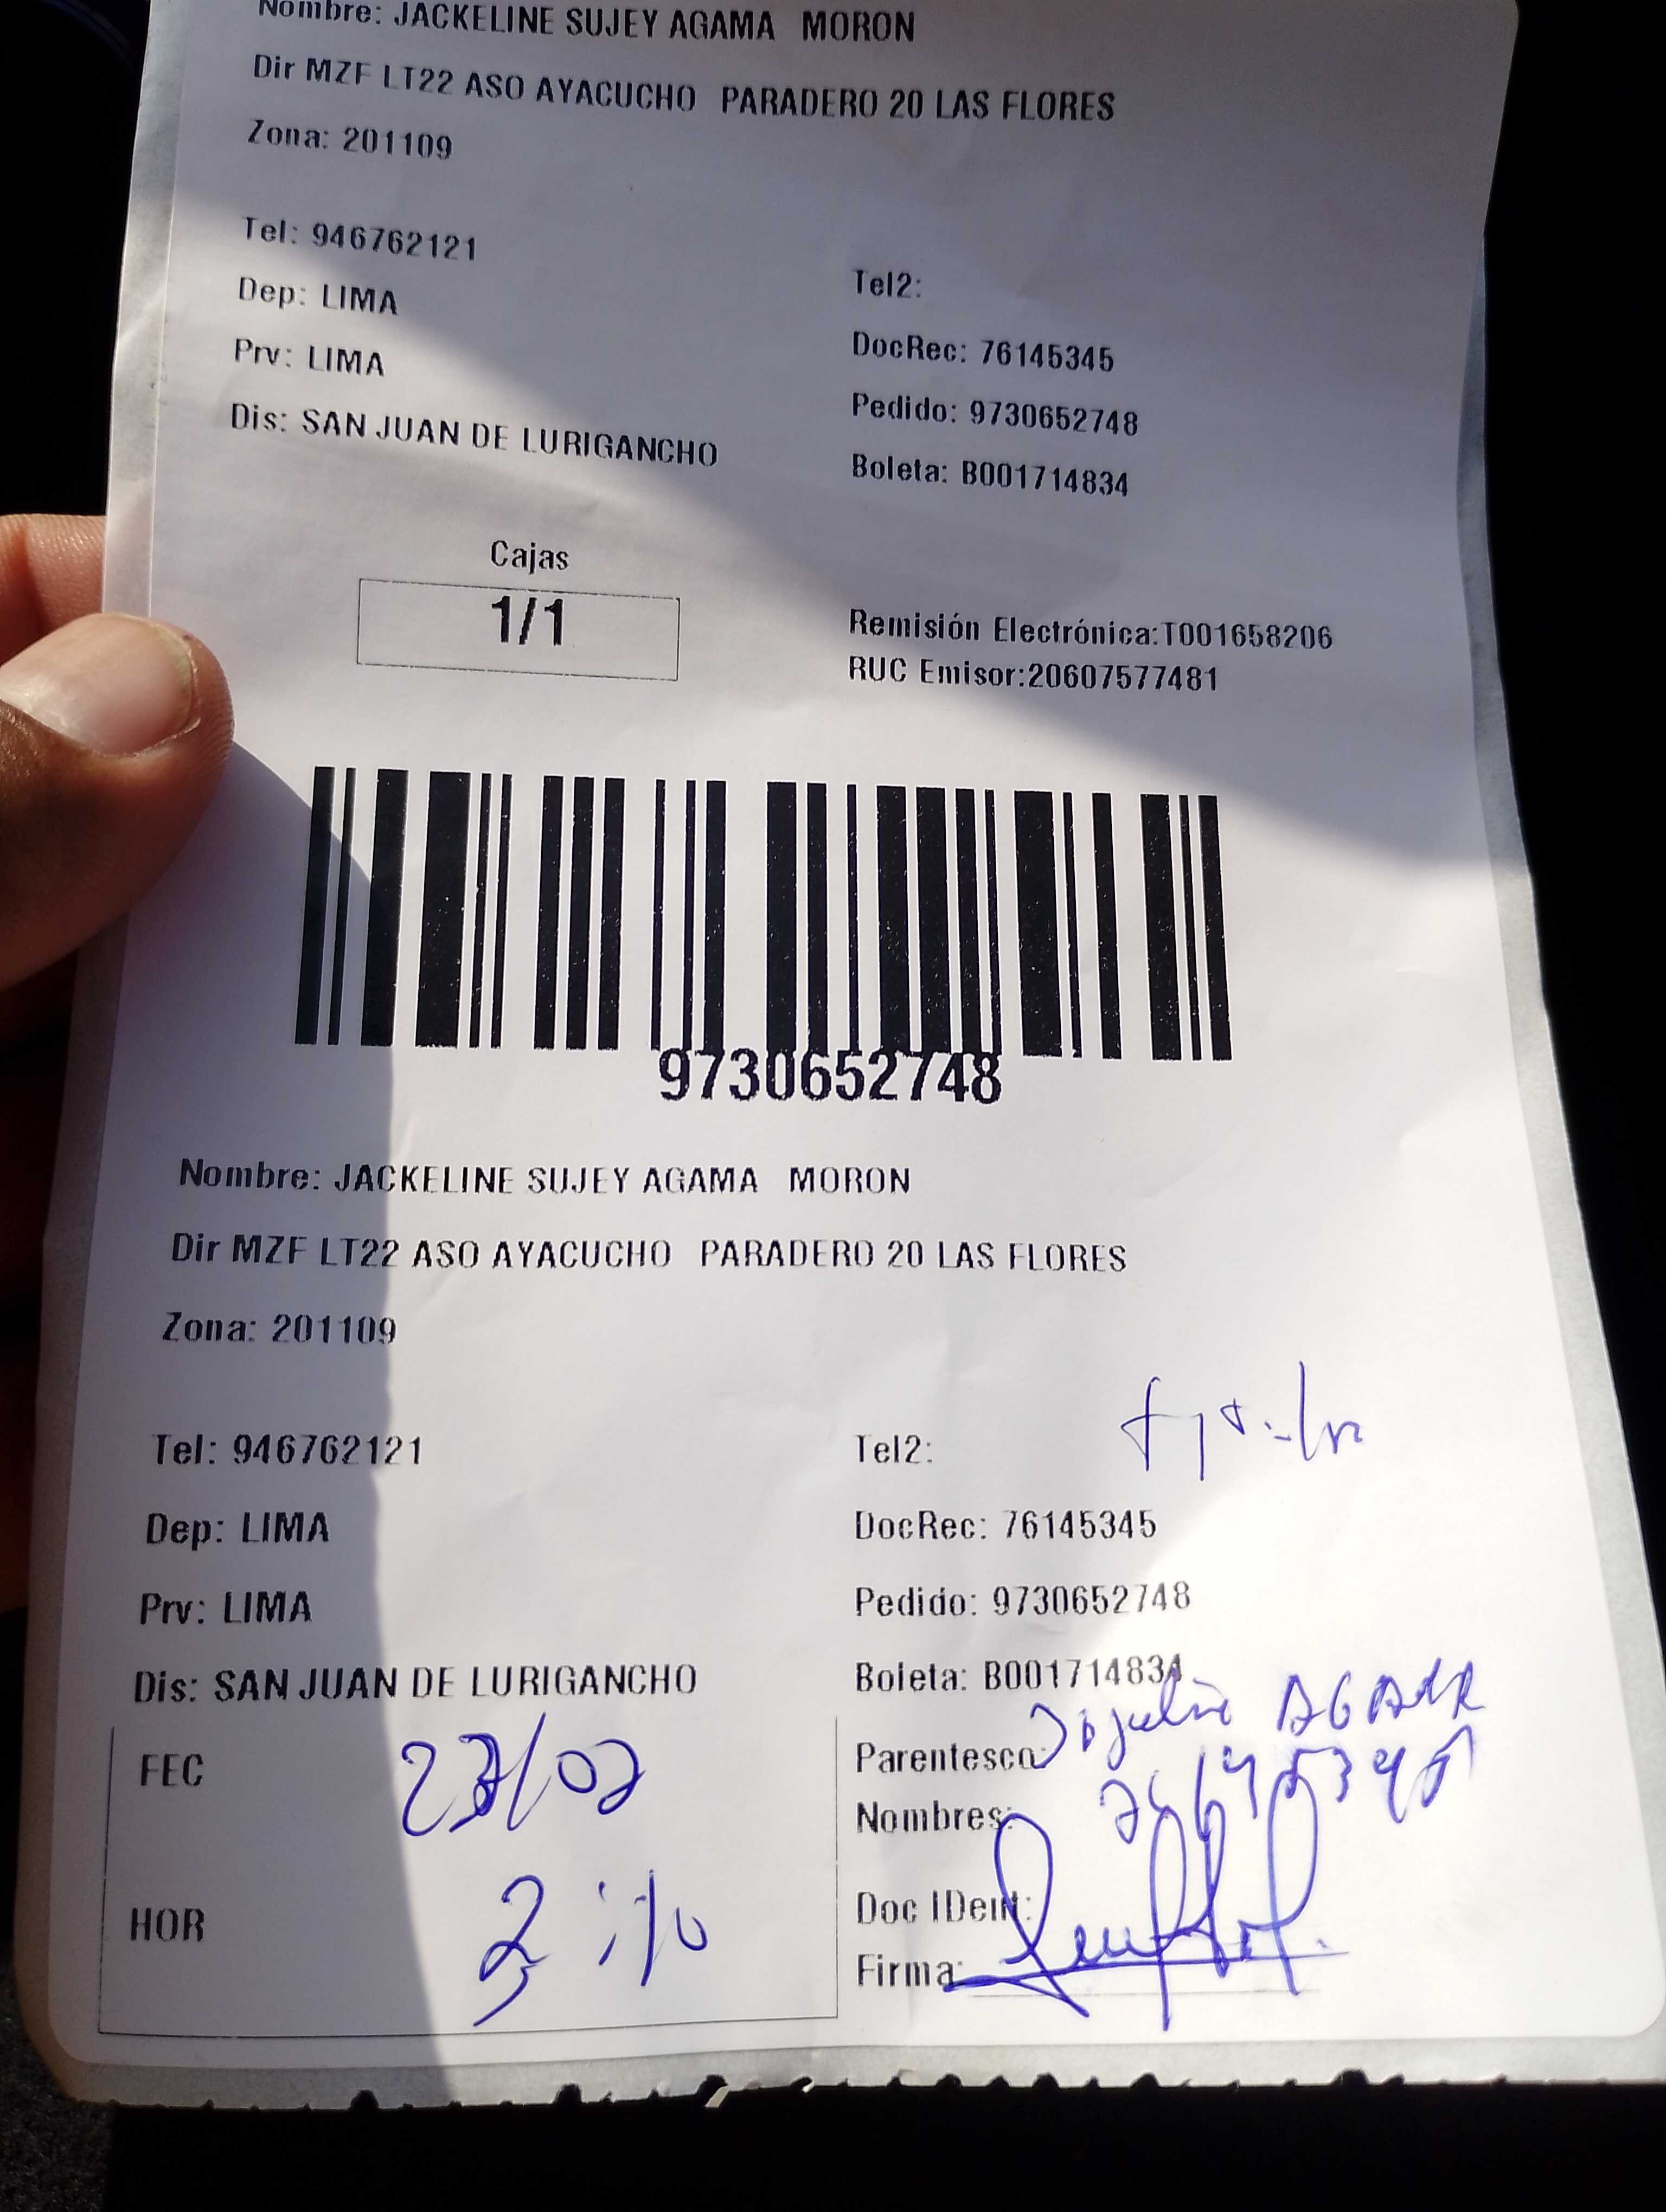 Nombre: JACKELINE SUJEY AGAMA MORON
Dir MZF LT22 ASO AYACUCHO PARADERO 20 LAS FLORES
Zona: 201109
Tel: 946762121
Tel2:
Dep: LIMA
DocRec: 76145345
Prv: LIMA
Pedido: 9730652748
Dis: SAN JUAN DE LURIGANCHO
Boleta: B001714834
Cajas
1/1
Remisión Electrónica:T001658206
RUC Emisor:20607577481
9730652748
Nombre: JACKELINE SUJEY AGAMA MORON
Dir MZF LT22 ASO AYACUCHO PARADERO 20 LAS FLORES
Zona: 201109
Tel: 946762121
Tel2:
Dep: LIMA
DocRec: 76145345
Prv: LIMA
Pedido: 9730652748
Dis: SAN JUAN DE LURIGANCHO
Boleta: B001714834
FEC
Parentesco: AGAMA
Nombres:
HOR
Doc IDent:
Firma: